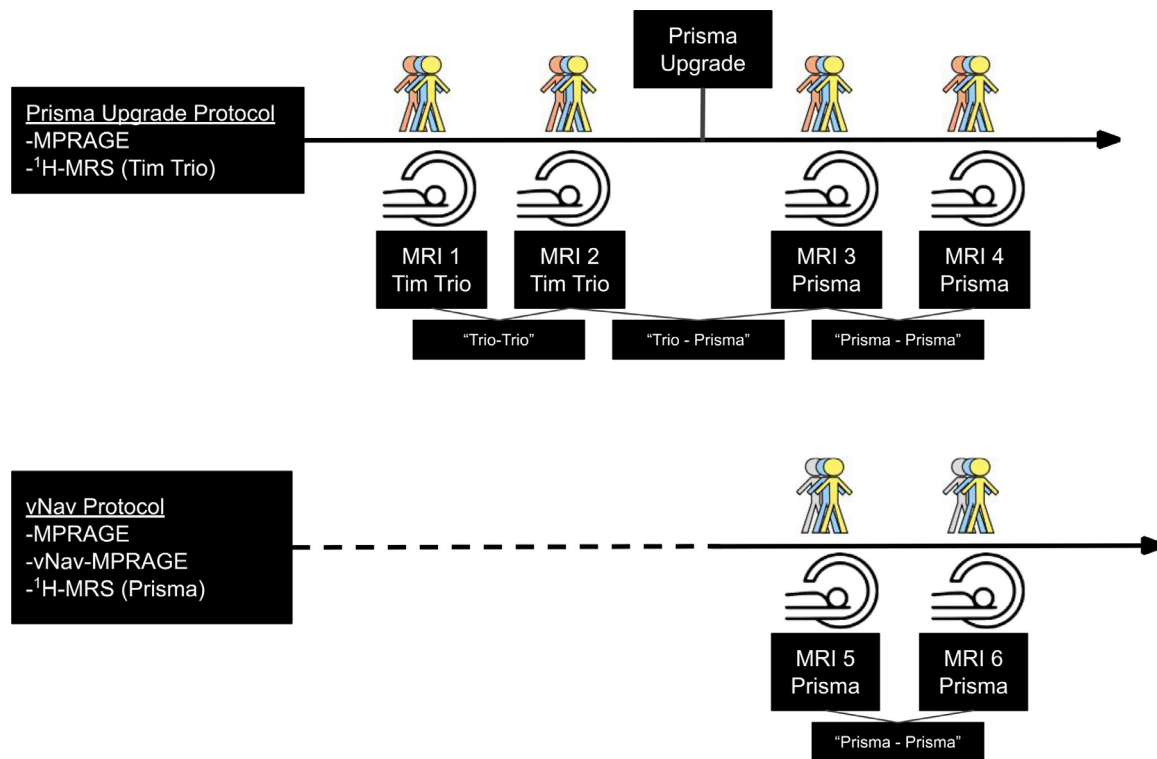 Prisma
Upgrade
Prisma Upgrade Protocol
-MPRAGE
-¹H-MRS (Tim Trio)
MRI 1
Tim Trio
MRI 2
Tim Trio
MRI 3
Prisma
MRI 4
Prisma
“Trio-Trio”
“Trio - Prisma”
“Prisma - Prisma”
vNav Protocol
-MPRAGE
-vNav-MPRAGE
-¹H-MRS (Prisma)
MRI 5
Prisma
MRI 6
Prisma
“Prisma - Prisma”